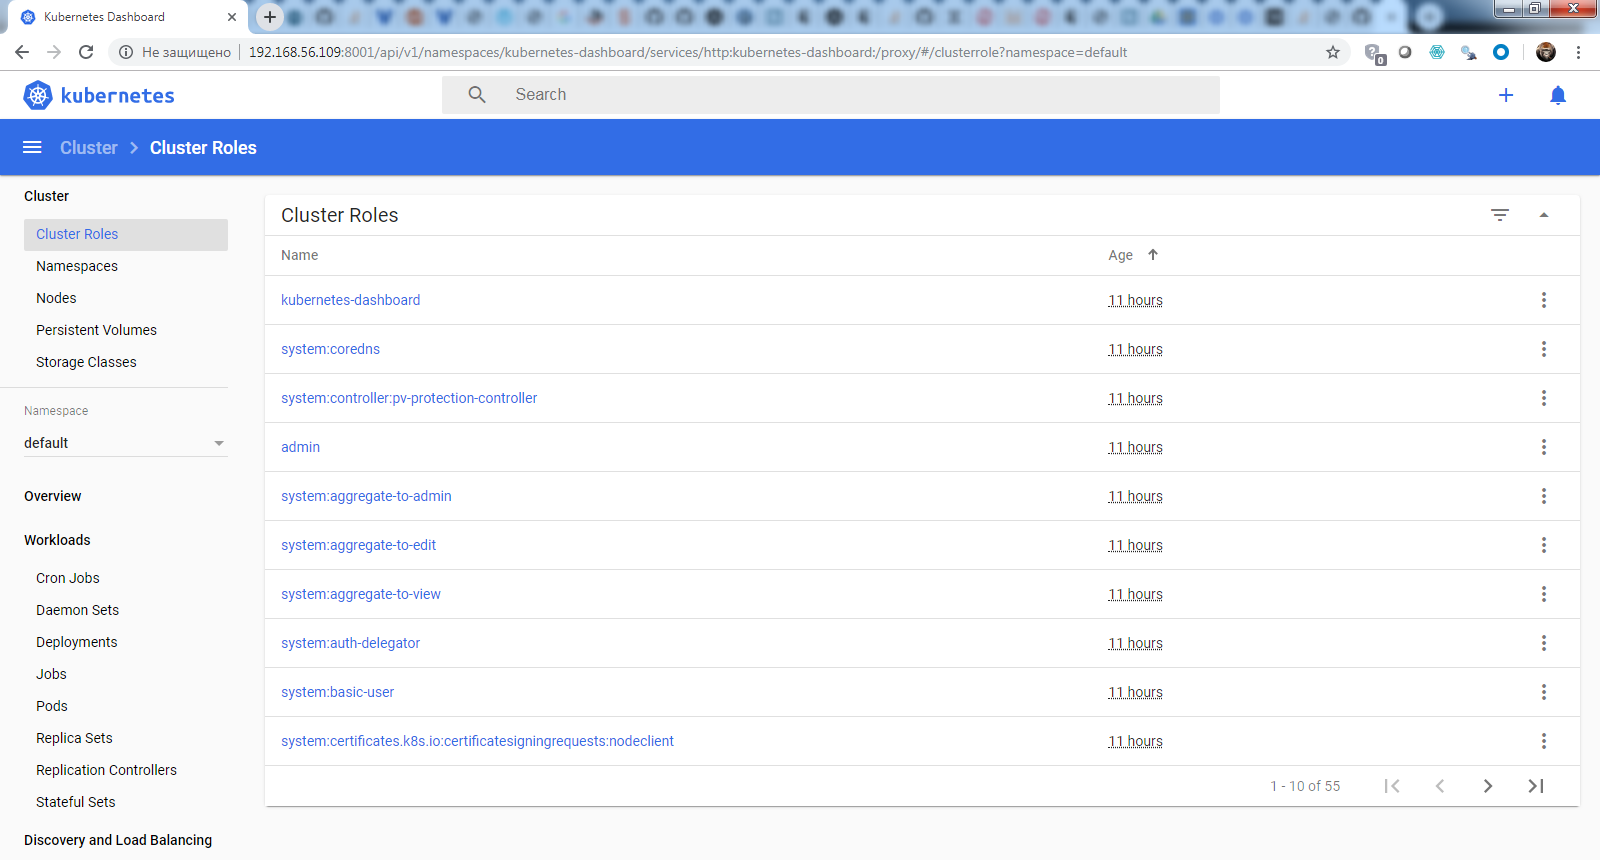 Kubernetes Dashboard
Не защищено 192.168.56.109:8001/api/v1/namespaces/kubernetes-dashboard/services/http:kubernetes-dashboard:/proxy/#/clusterrole?namespace=default
0
kubernetes
Search
Cluster
Cluster Roles
Cluster
Cluster Roles
Namespaces
Nodes
Persistent Volumes
Storage Classes
Namespace
default
Overview
Workloads
Cron Jobs
Daemon Sets
Deployments
Jobs
Pods
Replica Sets
Replication Controllers
Stateful Sets
Discovery and Load Balancing
Cluster Roles
Name Age
kubernetes-dashboard 11 hours
system:coredns 11 hours
system:controller:pv-protection-controller 11 hours
admin 11 hours
system:aggregate-to-admin 11 hours
system:aggregate-to-edit 11 hours
system:aggregate-to-view 11 hours
system:auth-delegator 11 hours
system:basic-user 11 hours
system:certificates.k8s.io:certificatesigningrequests:nodeclient 11 hours
1 - 10 of 55